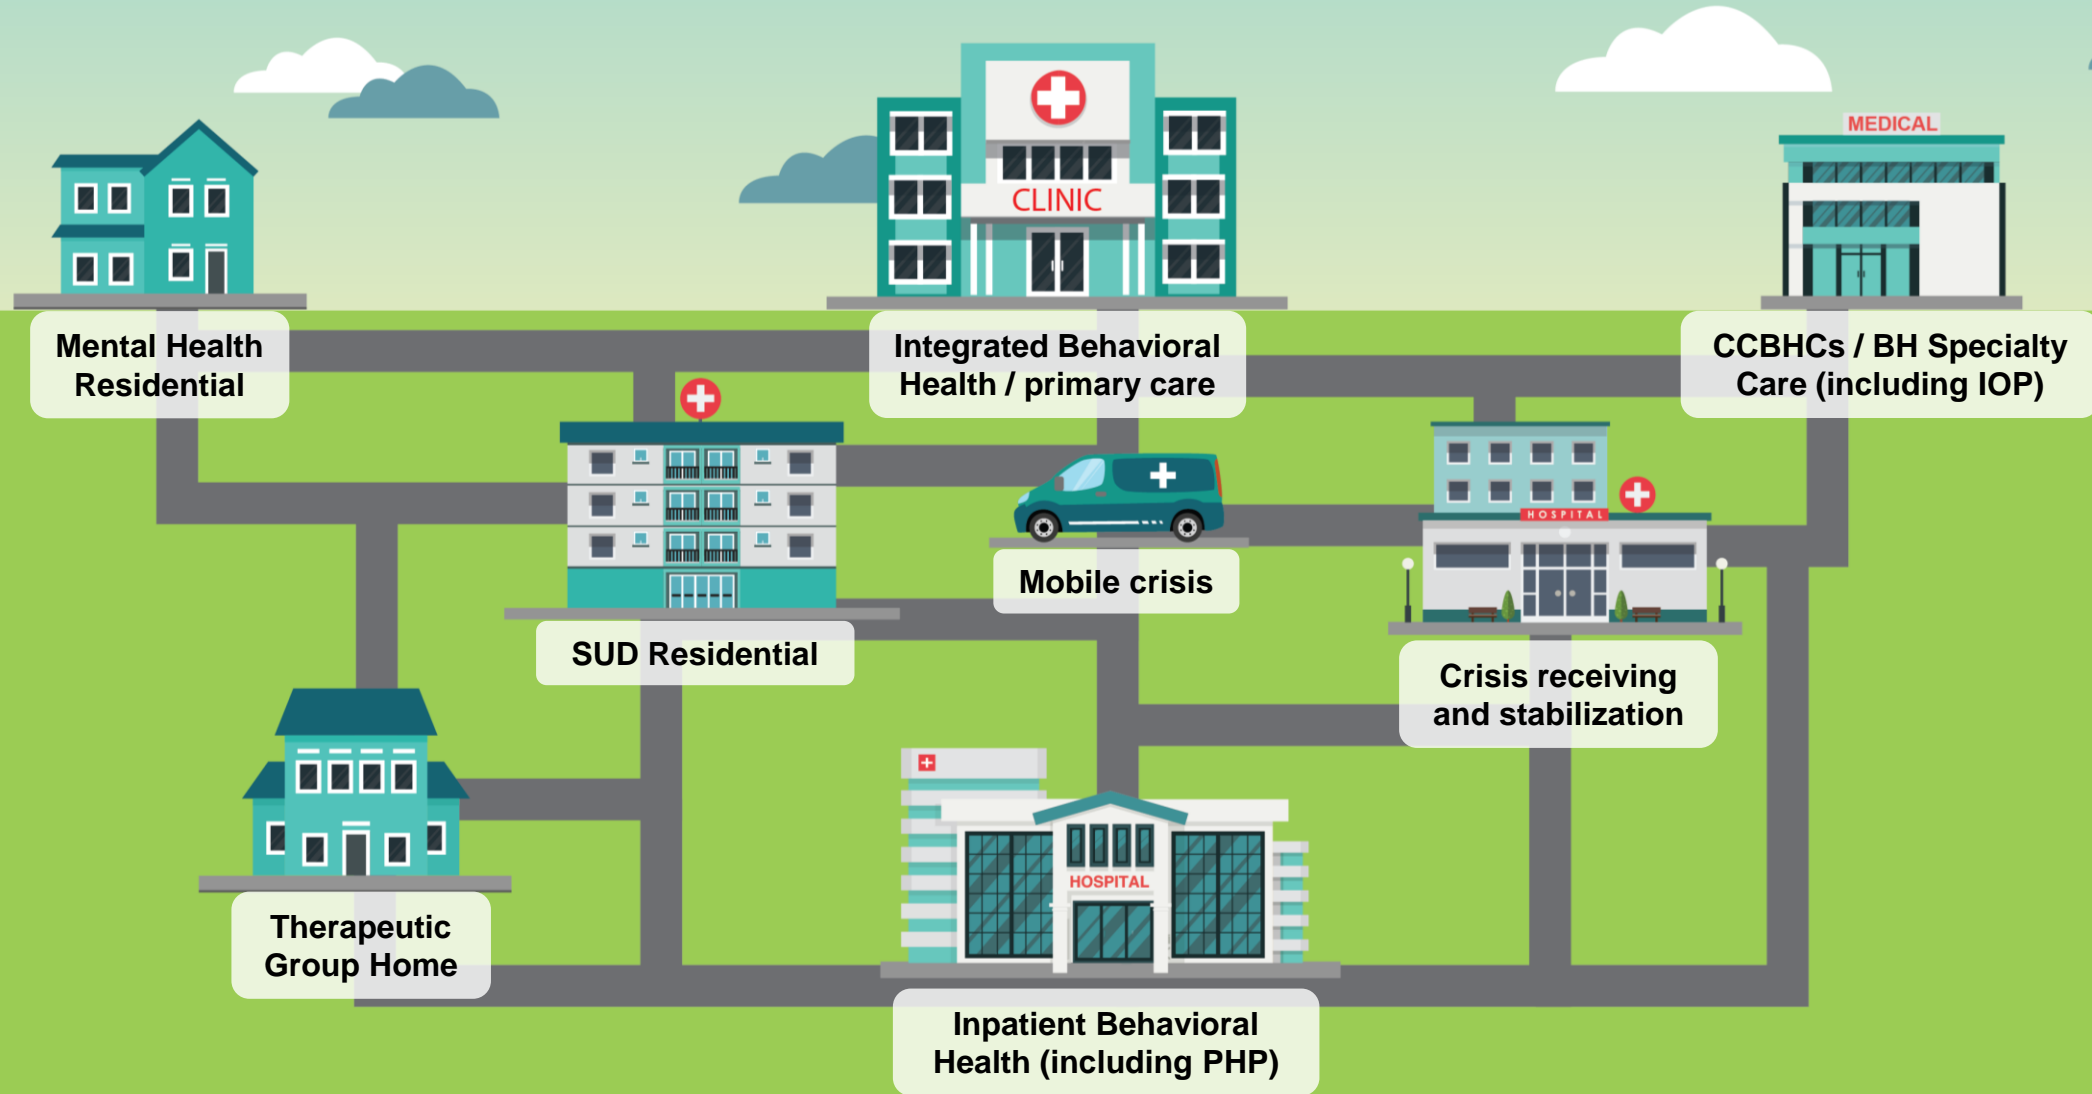 MEDICAL
CLINIC
Mental Health
Residential
Integrated Behavioral
Health / primary care
CCBHCs / BH Specialty
Care (including IOP)
HOSPITAL
Mobile crisis
SUD Residential
Crisis receiving
and stabilization
HOSPITAL
Therapeutic
Group Home
Inpatient Behavioral
Health (including PHP)